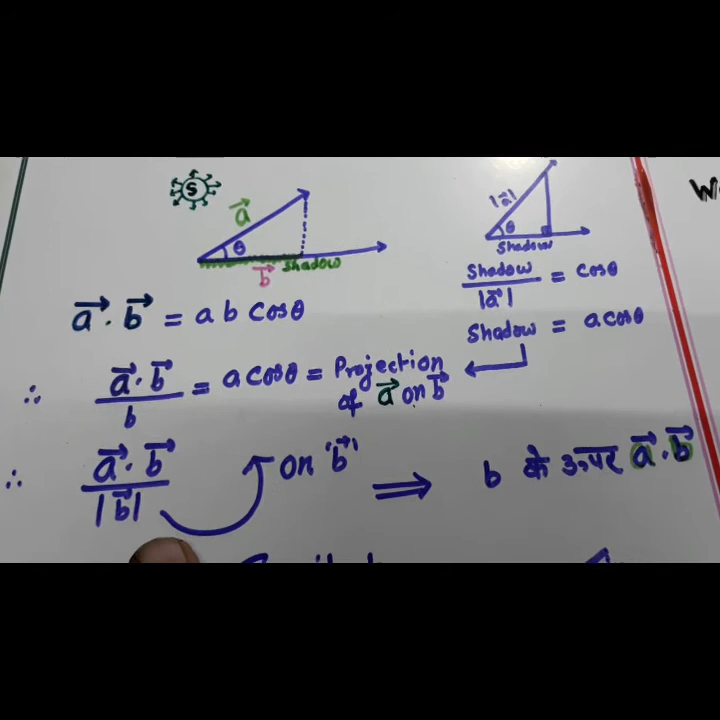 S
a⃗
θ
b⃗ shadow
a⃗ . b⃗ = a b cosθ
∴ a⃗ . b⃗ / b = a cosθ = Projection of a⃗ on b⃗
∴ a⃗ . b⃗ / |b⃗| on 'b⃗' ⟹ b के ऊपर a⃗ . b⃗
|a⃗|
θ
Shadow
Shadow / |a⃗| = cosθ
Shadow = a cosθ